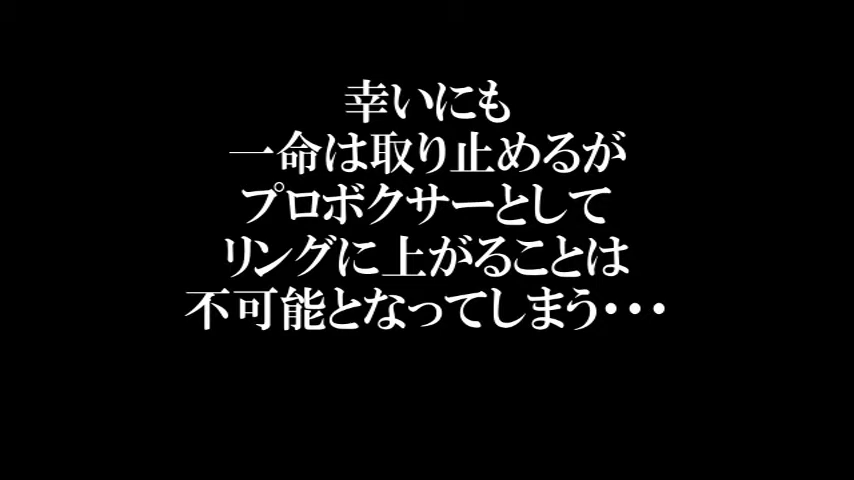 幸いにも
一命は取り止めるが
プロボクサーとして
リングに上がることは
不可能となってしまう・・・